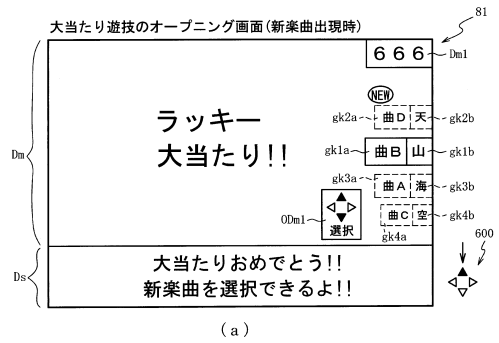 大当たり遊技のオープニング画面(新楽曲出現時)
81
666
Dm1
NEW
gk2a 曲D 天 gk2b
ラッキー
大当たり!!
Dm
gk1a 曲B 山 gk1b
gk3a 曲A 海 gk3b
ODm1 選択
曲C 空 gk4b
gk4a
600
Ds
大当たりおめでとう!!
新楽曲を選択できるよ!!
(a)